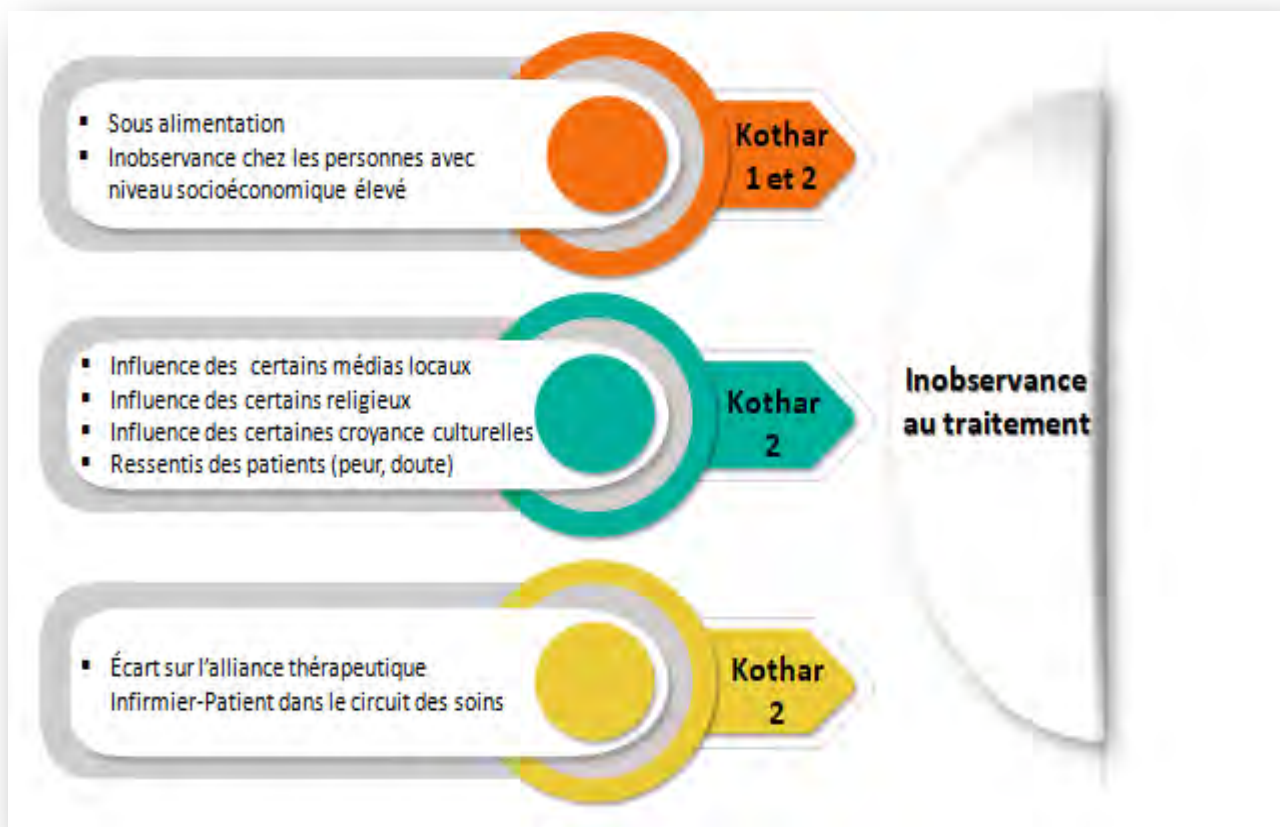 ▪ Sous alimentation
▪ Inobservance chez les personnes avec
niveau socioéconomique élevé
Kothar
1 et 2
▪ Influence des certains médias locaux
▪ Influence des certains religieux
▪ Influence des certaines croyance culturelles
▪ Ressentis des patients (peur, doute)
Kothar
2
▪ Écart sur l'alliance thérapeutique
Infirmier-Patient dans le circuit des soins
Kothar
2
Inobservance
au traitement